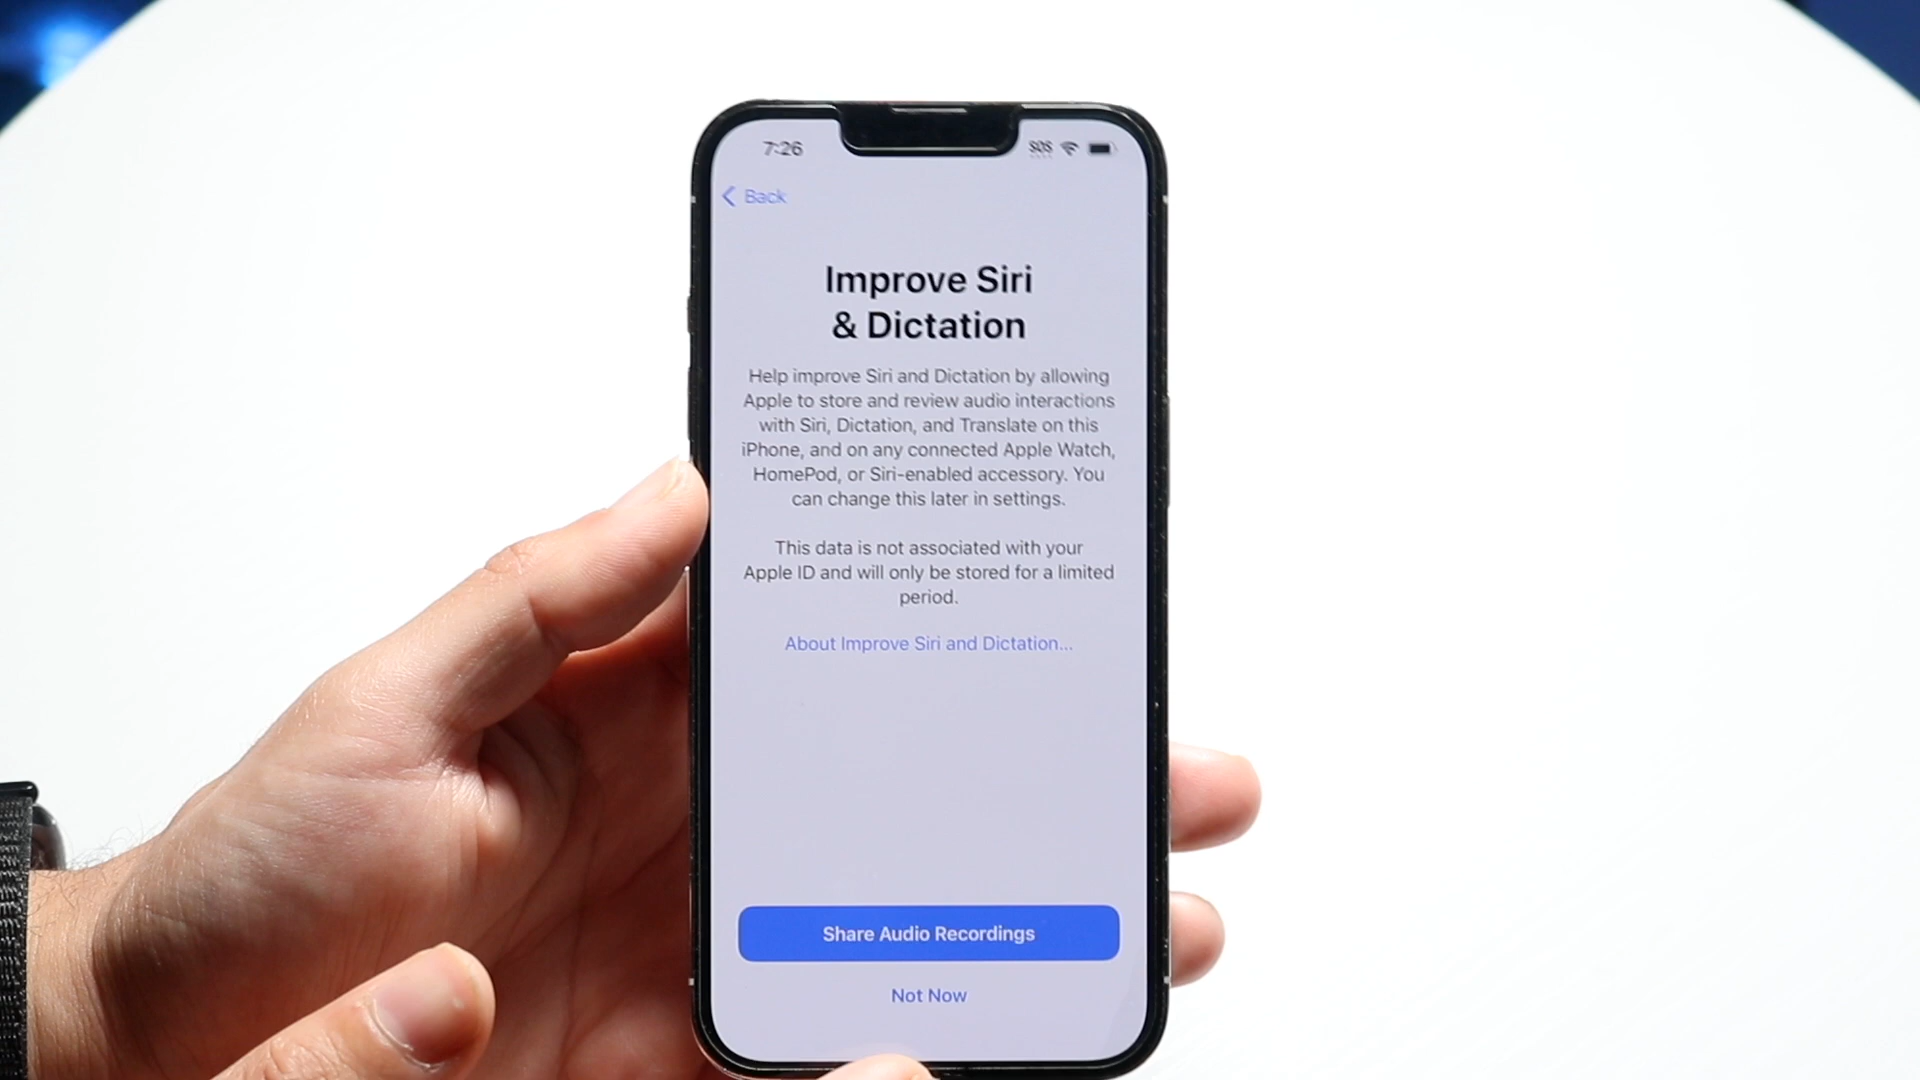 7:26 SOS
Back
Improve Siri
& Dictation
Help improve Siri and Dictation by allowing
Apple to store and review audio interactions
with Siri, Dictation, and Translate on this
iPhone, and on any connected Apple Watch,
HomePod, or Siri-enabled accessory. You
can change this later in settings.
This data is not associated with your
Apple ID and will only be stored for a limited
period.
About Improve Siri and Dictation...
Share Audio Recordings
Not Now